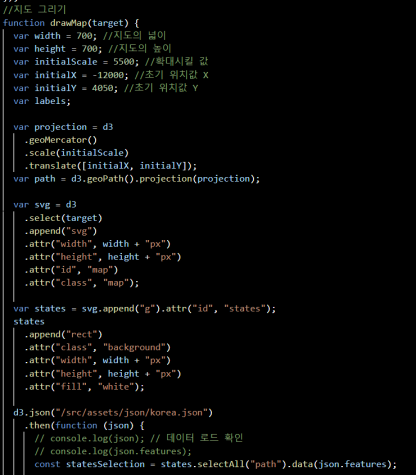 //지도 그리기
function drawMap(target) {
var width = 700; //지도의 넓이
var height = 700; //지도의 높이
var initialScale = 5500; //확대시킬 값
var initialX = -12000; //초기 위치값 X
var initialY = 4050; //초기 위치값 Y
var labels;
var projection = d3
.geoMercator()
.scale(initialScale)
.translate([initialX, initialY]);
var path = d3.geoPath().projection(projection);
var svg = d3
.select(target)
.append("svg")
.attr("width", width + "px")
.attr("height", height + "px")
.attr("id", "map")
.attr("class", "map");
var states = svg.append("g").attr("id", "states");
states
.append("rect")
.attr("class", "background")
.attr("width", width + "px")
.attr("height", height + "px")
.attr("fill", "white");
d3.json("/src/assets/json/korea.json")
.then(function (json) {
// console.log(json); // 데이터 로드 확인
// console.log(json.features);
const statesSelection = states.selectAll("path").data(json.features);